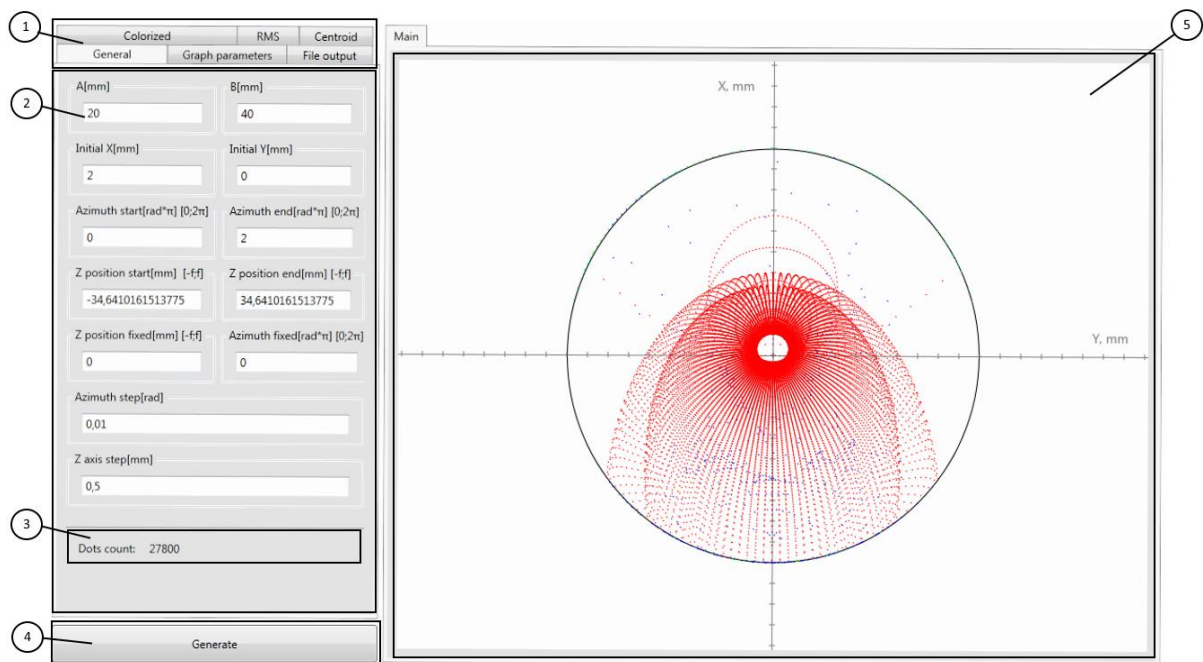 1
Colorized RMS Centroid
General Graph parameters File output
Main
5
2
A[mm] B[mm]
20 40
Initial X[mm] Initial Y[mm]
2 0
Azimuth start[rad*π] [0;2π] Azimuth end[rad*π] [0;2π]
0 2
Z position start[mm] [-f;f] Z position end[mm] [-f;f]
-34,6410161513775 34,6410161513775
Z position fixed[mm] [-f;f] Azimuth fixed[rad*π] [0;2π]
0 0
Azimuth step[rad]
0,01
Z axis step[mm]
0,5
3
Dots count: 27800
4
Generate
X, mm
Y, mm